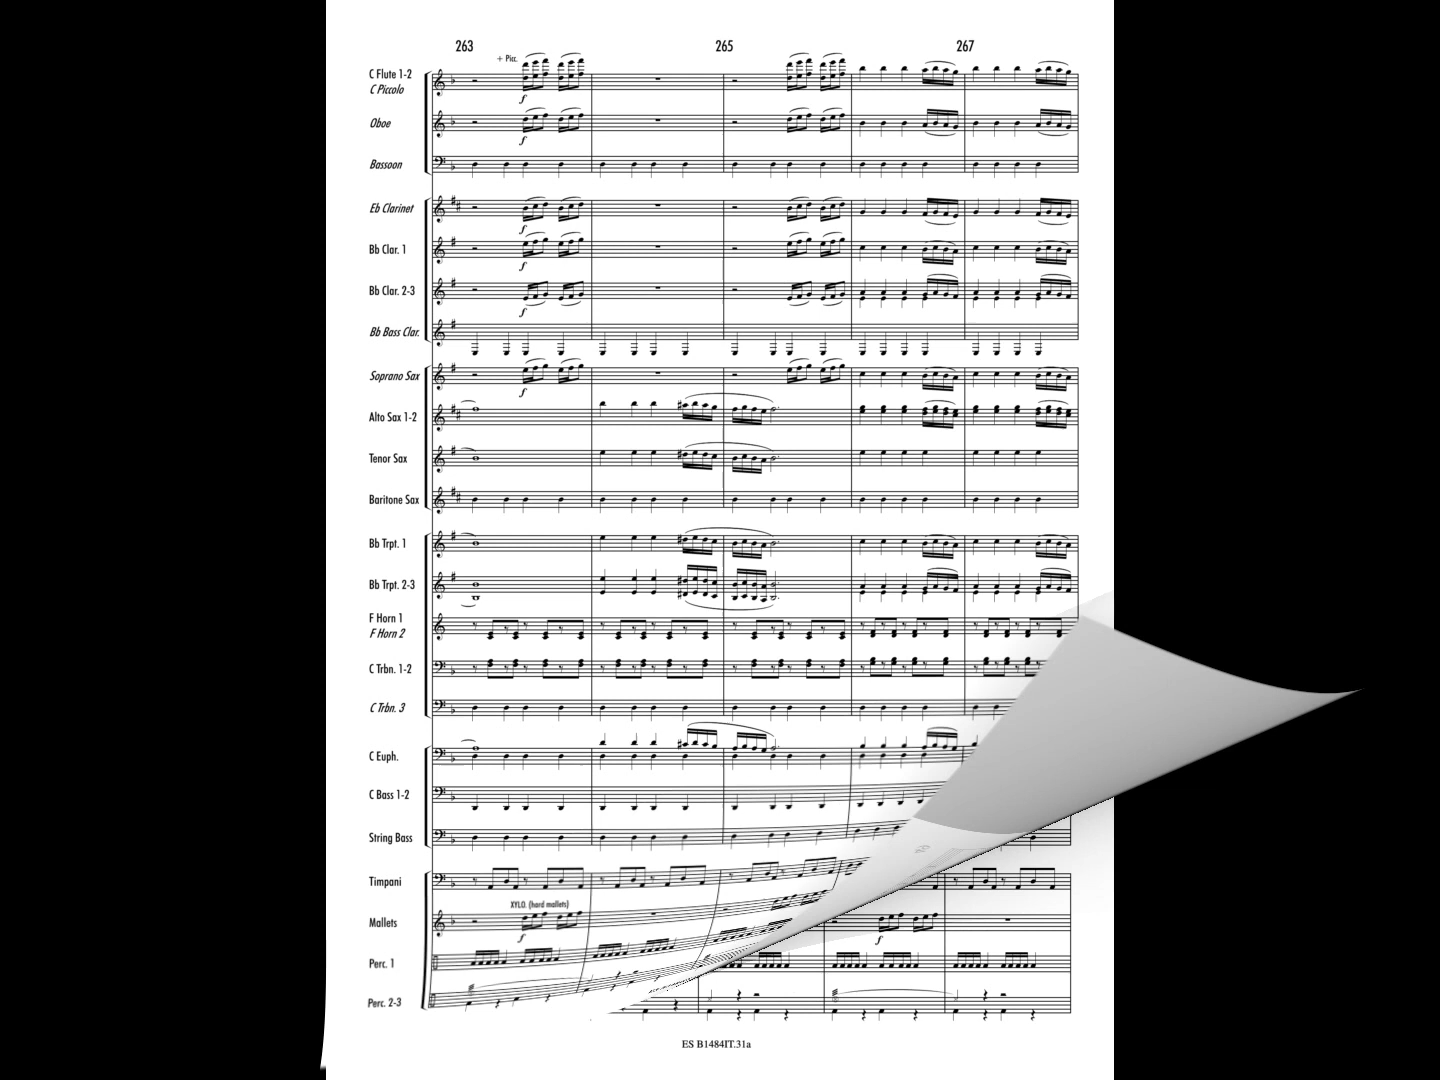 263 265 267
+ Picc.
C Flute 1-2
C Piccolo
f
Oboe
f
Bassoon
Eb Clarinet
f
Bb Clar. 1
f
Bb Clar. 2-3
f
Bb Bass Clar.
Soprano Sax
f
Alto Sax 1-2
Tenor Sax
Baritone Sax
Bb Trpt. 1
Bb Trpt. 2-3
F Horn 1
F Horn 2
C Trbn. 1-2
C Trbn. 3
C Euph.
C Bass 1-2
String Bass
Timpani
XYLO. (hard mallets)
Mallets
f f
Perc. 1
Perc. 2-3
ES B1484IT.31a